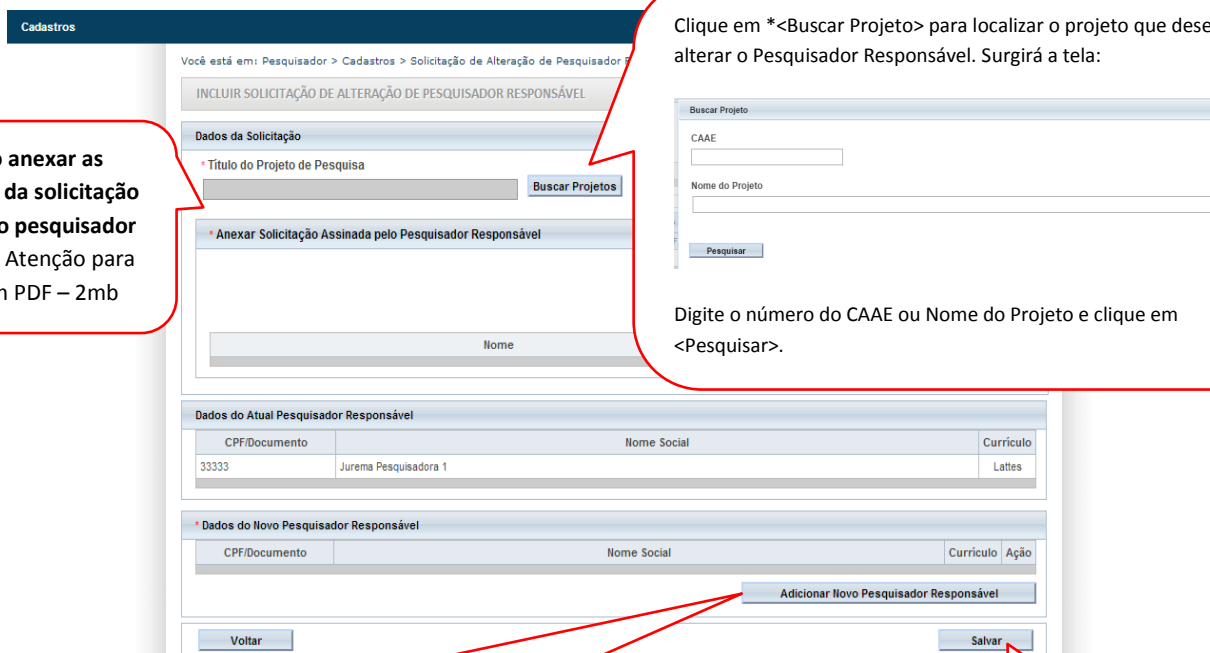 Cadastros
Clique em *<Buscar Projeto> para localizar o projeto que
alterar o Pesquisador Responsável. Surgirá a tela:
Você está em: Pesquisador > Cadastros > Solicitação de Alteração de Pesquisador
INCLUIR SOLICITAÇÃO DE ALTERAÇÃO DE PESQUISADOR RESPONSÁVEL
Buscar Projeto
CAAE
Nome do Projeto
Pesquisar
Digite o número do CAAE ou Nome do Projeto e clique em
<Pesquisar>.
anexar as
da solicitação
pesquisador
Atenção para
PDF – 2mb
Dados da Solicitação
* Título do Projeto de Pesquisa
Buscar Projetos
* Anexar Solicitação Assinada pelo Pesquisador Responsável
Nome
Dados do Atual Pesquisador Responsável
CPF/Documento Nome Social Currículo
33333 Jurema Pesquisadora 1 Lattes
* Dados do Novo Pesquisador Responsável
CPF/Documento Nome Social Currículo Ação
Adicionar Novo Pesquisador Responsável
Voltar Salvar